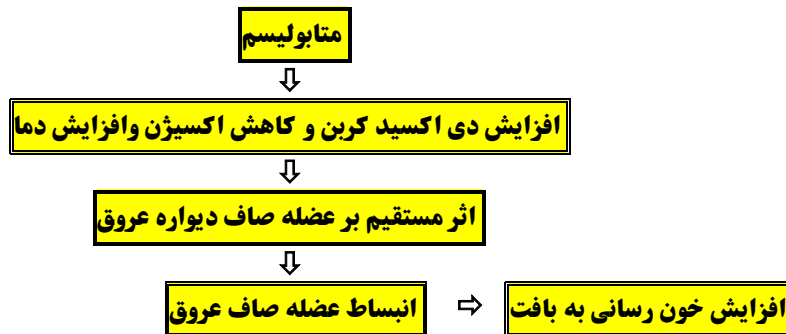 متابولیسم
افزایش دی اکسید کربن و کاهش اکسیژن وافزایش دما
اثر مستقیم بر عضله صاف دیواره عروق
انبساط عضله صاف عروق
افزایش خون رسانی به بافت